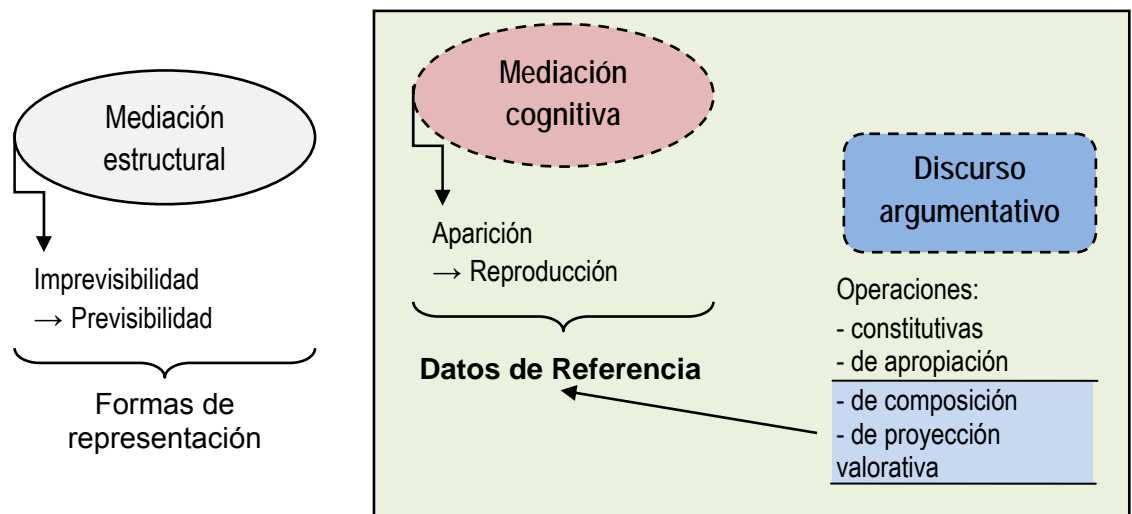 Mediación
estructural
Imprevisibilidad
→ Previsibilidad
Formas de
representación
Mediación
cognitiva
Aparición
→ Reproducción
Datos de Referencia
Discurso
argumentativo
Operaciones:
- constitutivas
- de apropiación
- de composición
- de proyección
valorativa